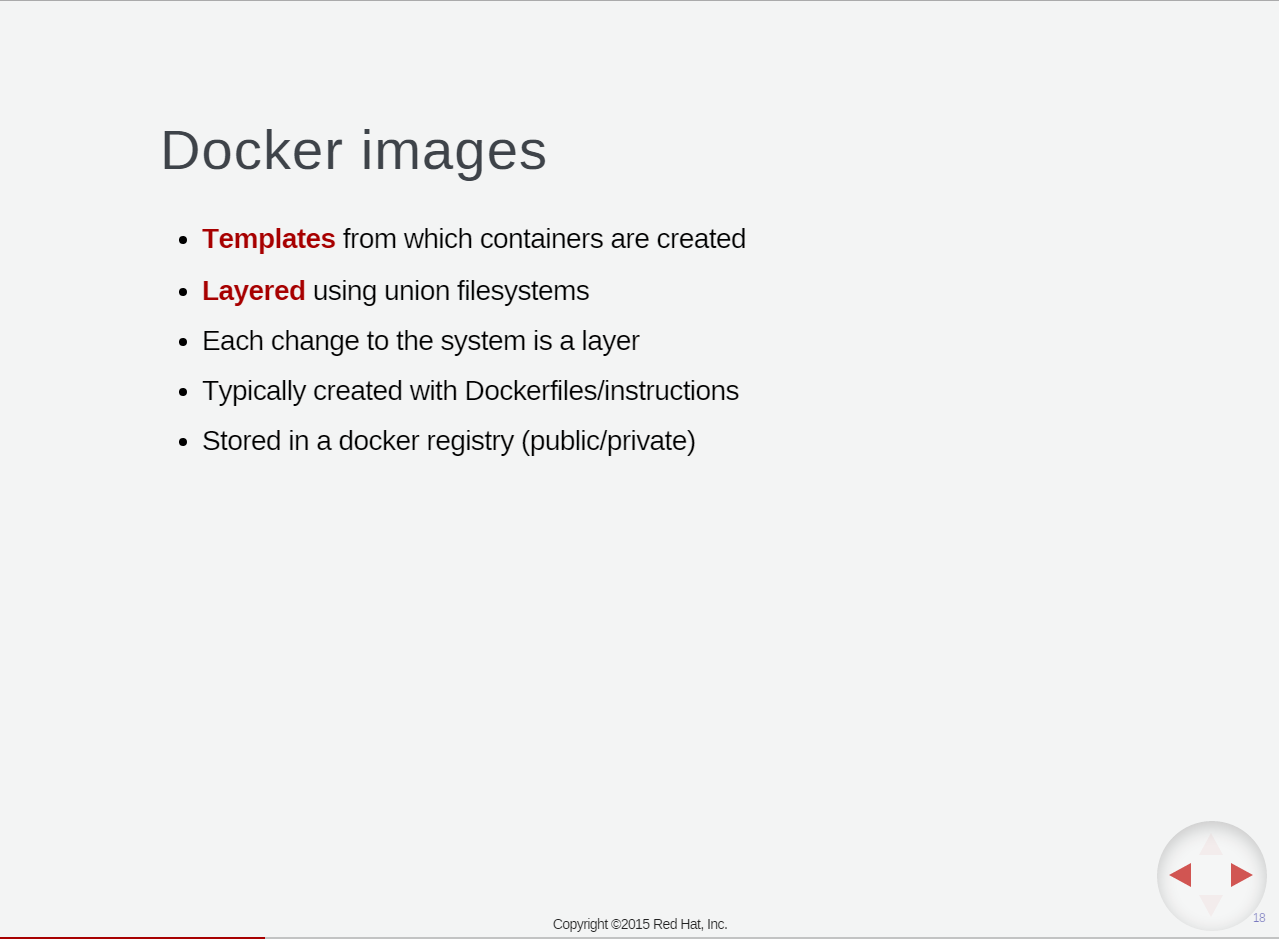 Docker images
Templates from which containers are created
Layered using union filesystems
Each change to the system is a layer
Typically created with Dockerfiles/instructions
Stored in a docker registry (public/private)
Copyright ©2015 Red Hat, Inc.
18